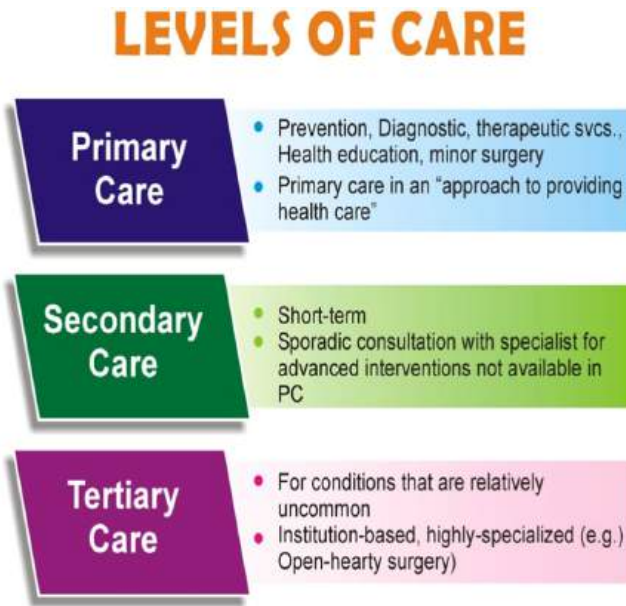 LEVELS OF CARE
Primary
Care
• Prevention, Diagnostic, therapeutic svcs.,
Health education, minor surgery
• Primary care in an “approach to providing
health care”
Secondary
Care
• Short-term
• Sporadic consultation with specialist for
advanced interventions not available in
PC
Tertiary
Care
• For conditions that are relatively
uncommon
• Institution-based, highly-specialized (e.g.)
Open-hearty surgery)